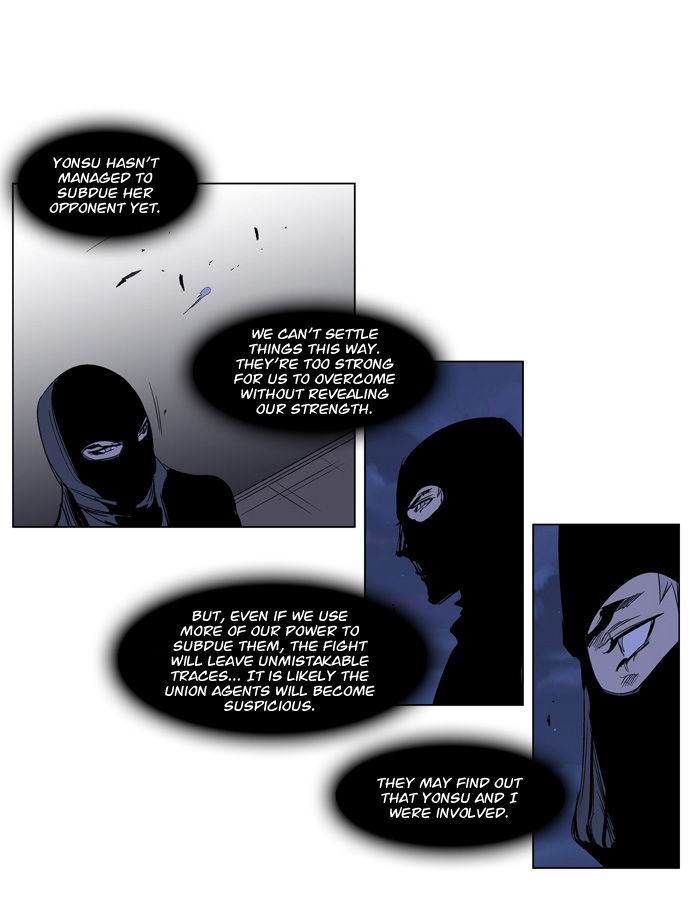 YONSU HASN'T
MANAGED TO
SUBDUE HER
OPPONENT YET.
WE CAN'T SETTLE
THINGS THIS WAY.
THEY'RE TOO STRONG
FOR US TO OVERCOME
WITHOUT REVEALING
OUR STRENGTH.
BUT, EVEN IF WE USE
MORE OF OUR POWER TO
SUBDUE THEM, THE FIGHT
WILL LEAVE UNMISTAKABLE
TRACES... IT IS LIKELY THE
UNION AGENTS WILL BECOME
SUSPICIOUS.
THEY MAY FIND OUT
THAT YONSU AND I
WERE INVOLVED.